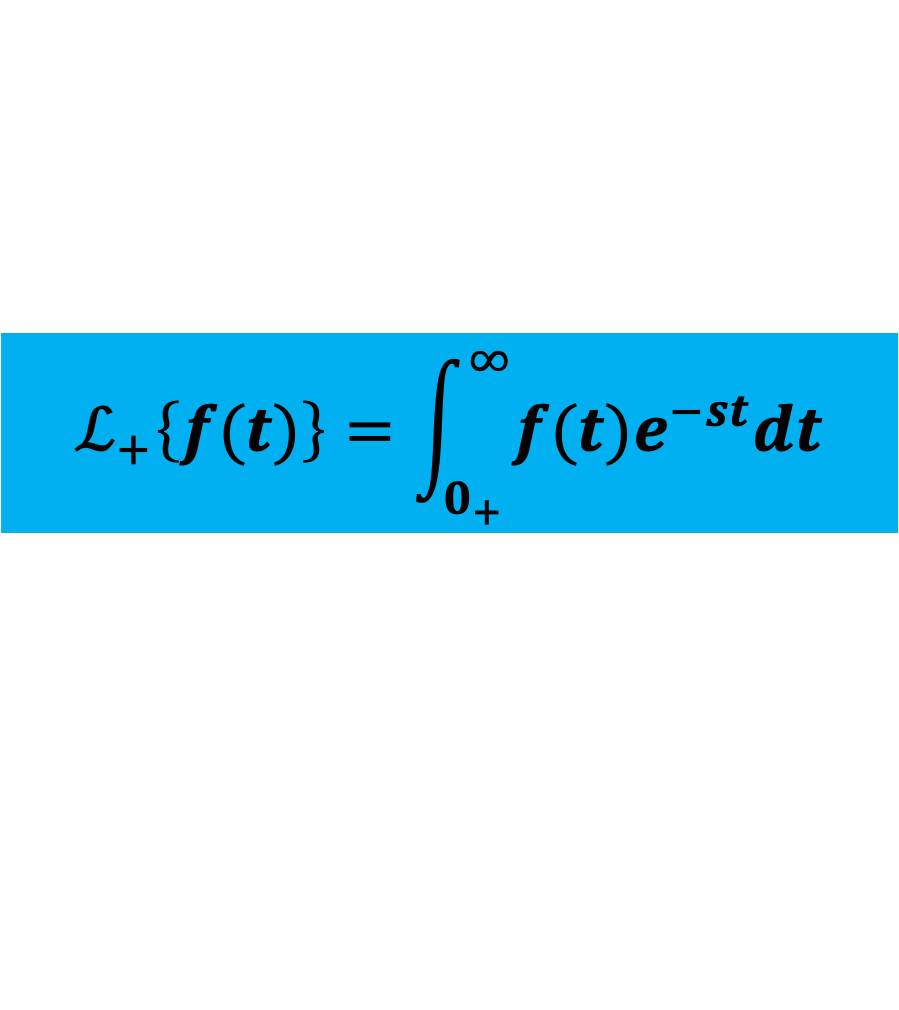 ℒ₊{f(t)} = ∫₀₊^∞ f(t)e^{−st}dt